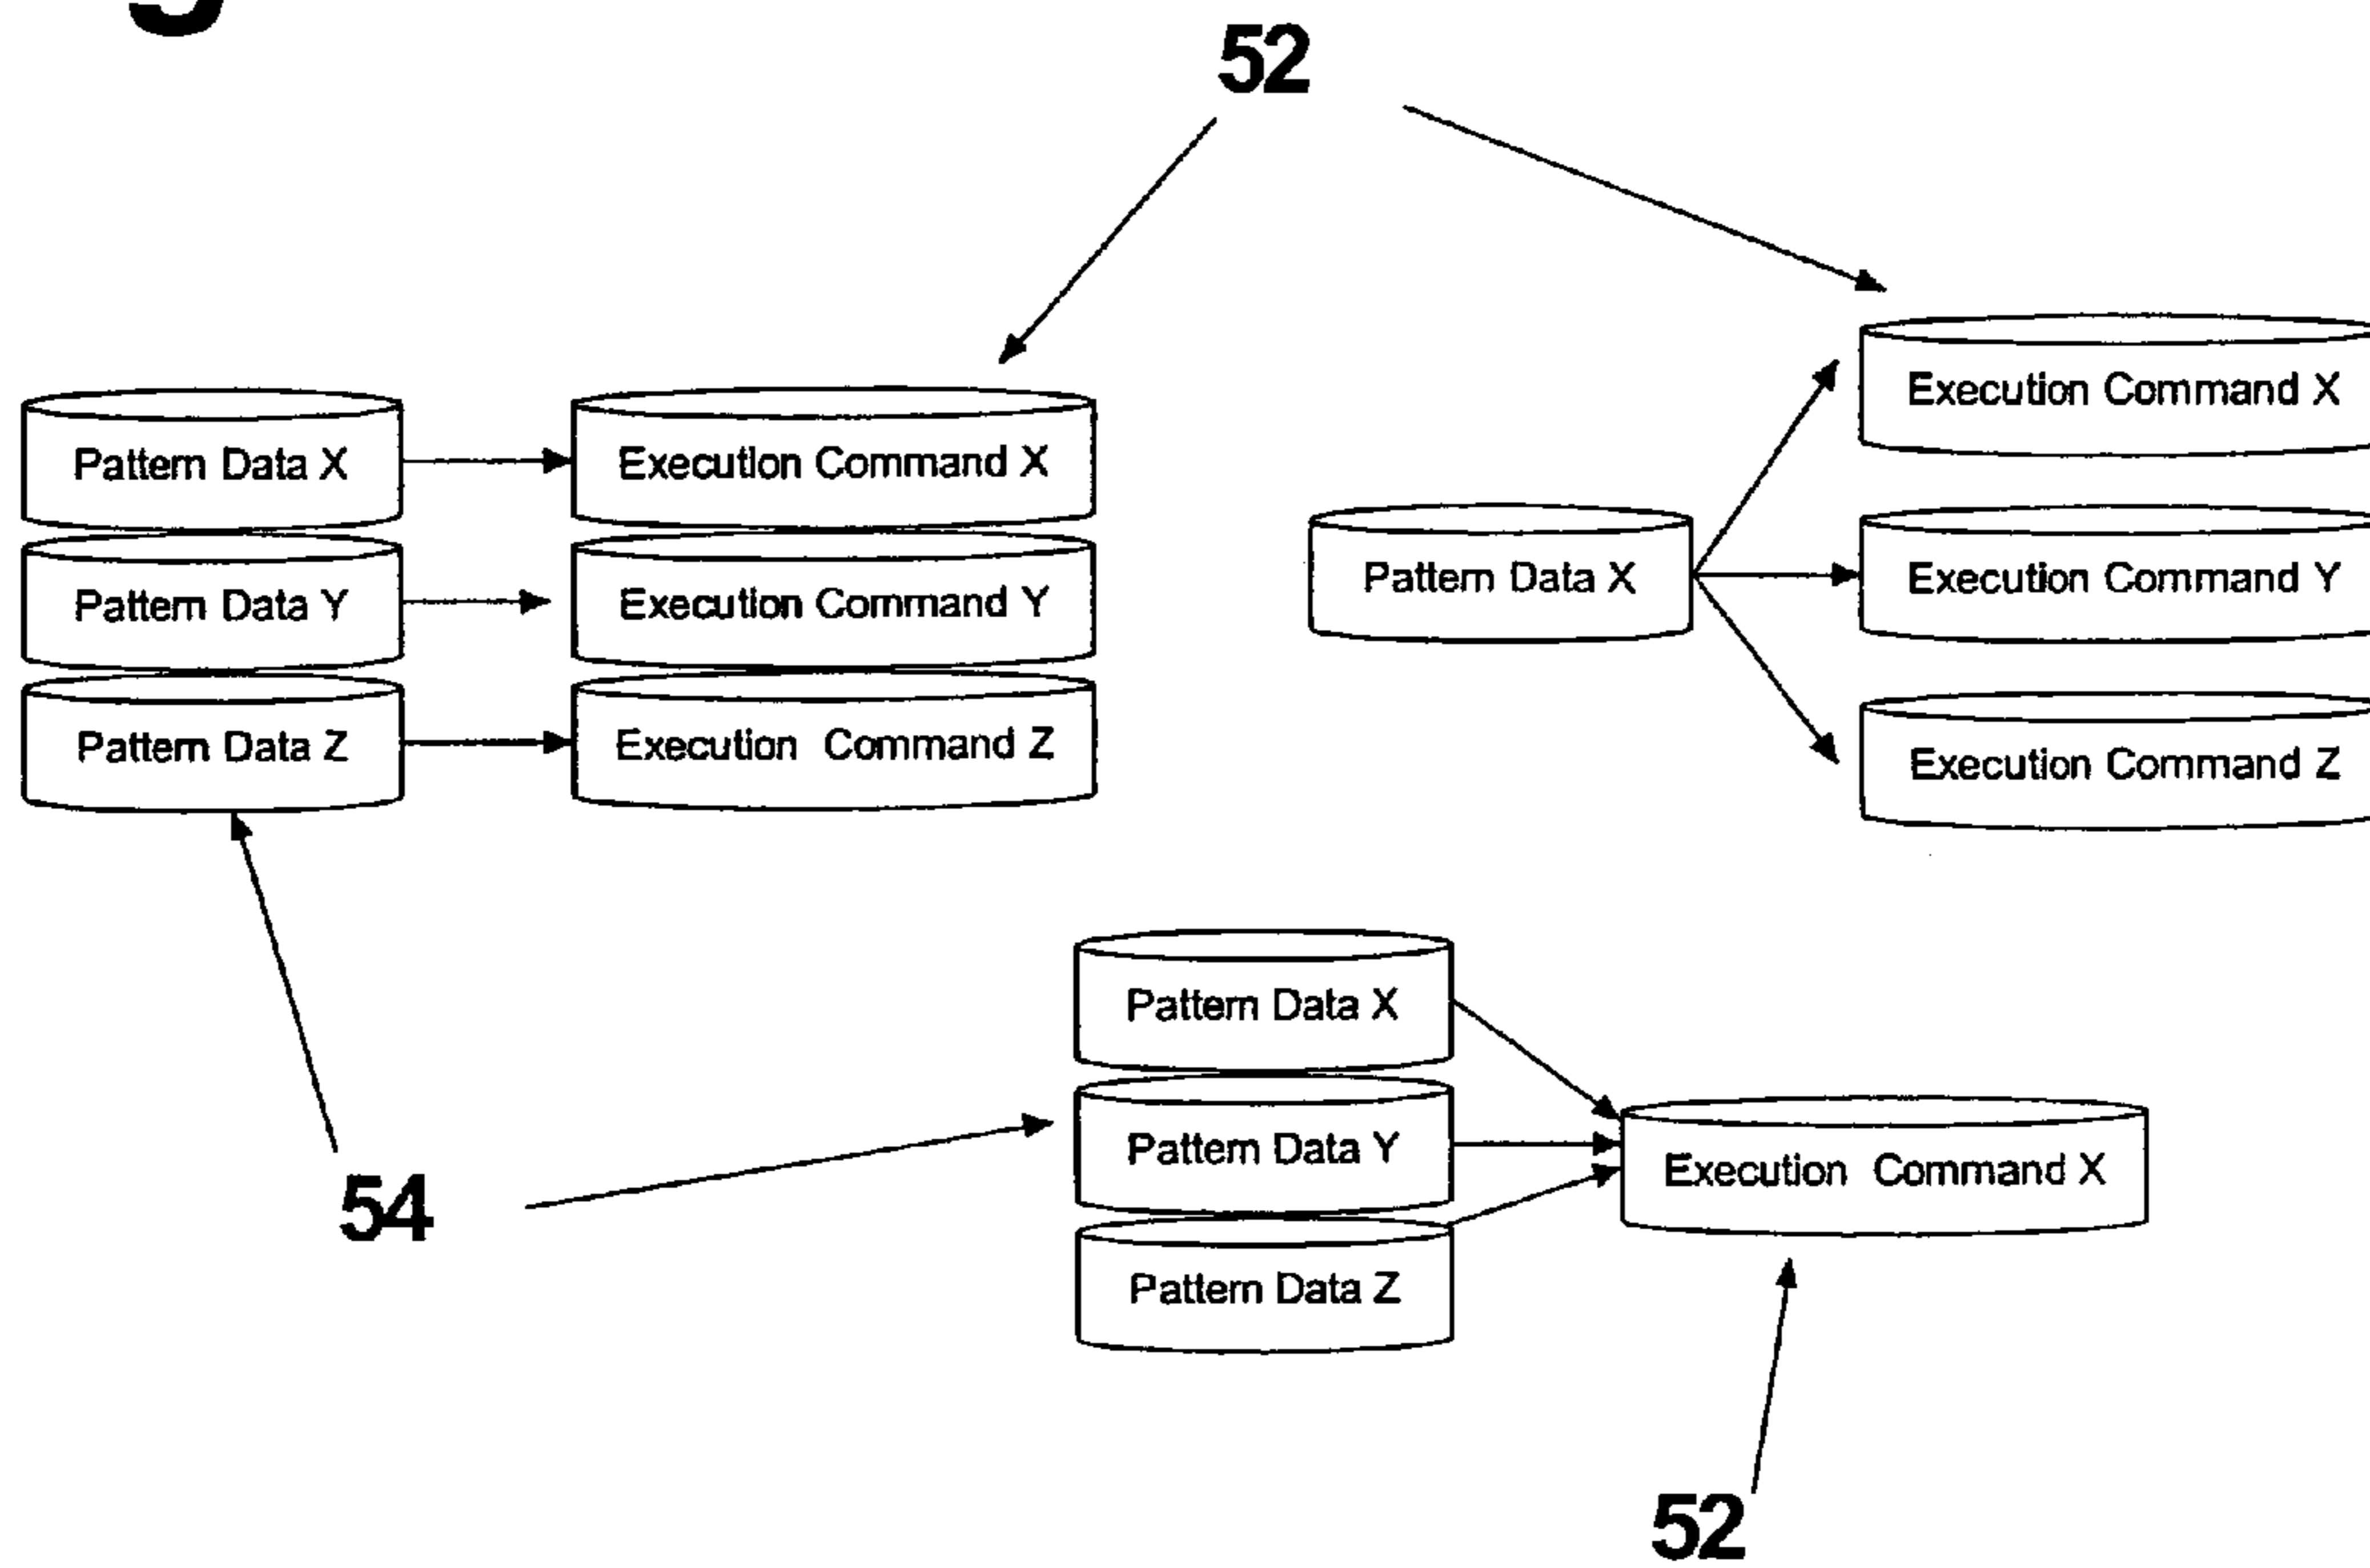 52
Pattern Data X
Execution Command X
Pattern Data Y
Execution Command Y
Pattern Data Z
Execution Command Z
Pattern Data X
Execution Command X
Execution Command Y
Execution Command Z
54
Pattern Data X
Pattern Data Y
Pattern Data Z
Execution Command X
52